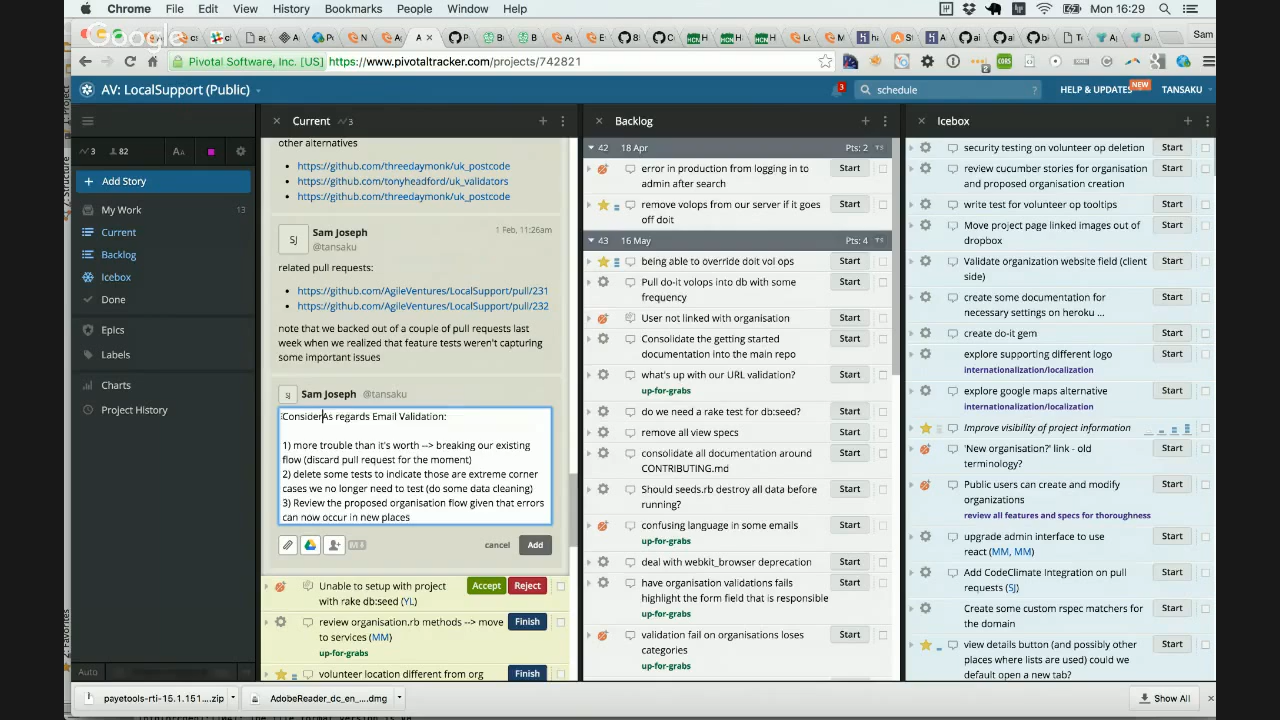 Chrome File Edit View History Bookmarks People Window Help
Mon 16:29
Google
Sam
Pivotal Software, Inc. [US] https://www.pivotaltracker.com/projects/742821
AV: LocalSupport (Public)
3
schedule
?
HELP & UPDATES
NEW
TANSAKU
3 82
Add Story
My Work 13
Current
Backlog
Icebox
Done
Epics
Labels
Charts
Project History
Auto
Current 3
other alternatives
https://github.com/threedaymonk/uk_postcode
https://github.com/tonyheadford/uk_validators
https://github.com/threedaymonk/uk_postcode
SJ
Sam Joseph
@tansaku
1 Feb, 11:26am
related pull requests:
https://github.com/AgileVentures/LocalSupport/pull/231
https://github.com/AgileVentures/LocalSupport/pull/232
note that we backed out of a couple of pull requests last
week when we realized that feature tests weren't capturing
some important issues
SJ Sam Joseph @tansaku
ConsiderAs regards Email Validation:
1) more trouble than it's worth --> breaking our existing
flow (discard pull request for the moment)
2) delete some tests to indicate those are extreme corner
cases we no longer need to test (do some data cleaning)
3) Review the proposed organisation flow given that errors
can now occur in new places
cancel Add
Unable to setup with project
with rake db:seed (YL)
Accept Reject
review organisation.rb methods --> move
to services (MM)
up-for-grabs
Finish
volunteer location different from org
Finish
Backlog
42 18 Apr Pts: 2 TS
error in production from logging in to
admin after search
Start
remove volops from our server if it goes
off doit
Start
43 16 May Pts: 4 TS
being able to override doit vol ops
Start
Pull do-it volops into db with some
frequency
Start
User not linked with organisation
Start
Consolidate the getting started
documentation into the main repo
Start
what's up with our URL validation?
up-for-grabs
Start
do we need a rake test for db:seed?
Start
remove all view specs
Start
consolidate all documentation around
CONTRIBUTING.md
Start
Should seeds.rb destroy all data before
running?
Start
confusing language in some emails
up-for-grabs
Start
deal with webkit_browser deprecation
Start
have organisation validations fails
highlight the form field that is responsible
up-for-grabs
Start
validation fail on organisations loses
categories
up-for-grabs
Start
Icebox
security testing on volunteer op deletion
Start
review cucumber stories for organisation
and proposed organisation creation
Start
write test for volunteer op tooltips
Start
Move project page linked images out of
dropbox
Start
Validate organization website field (client
side)
Start
create some documentation for
necessary settings on heroku ...
Start
create do-it gem
Start
explore supporting different logo
internationalization/localization
Start
explore google maps alternative
internationalization/localization
Start
Improve visibility of project information
'New organisation?' link - old
terminology?
Start
Public users can create and modify
organizations
review all features and specs for thoroughness
Start
upgrade admin interface to use
react (MM, MM)
Start
Add CodeClimate Integration on pull
requests (SJ)
Start
Create some custom rspec matchers for
the domain
Start
view details button (and possibly other
places where lists are used) could we
default open a new tab?
Start
payetools-rti-15.1.151....zip
AdobeReader_dc_en_....dmg
Show All